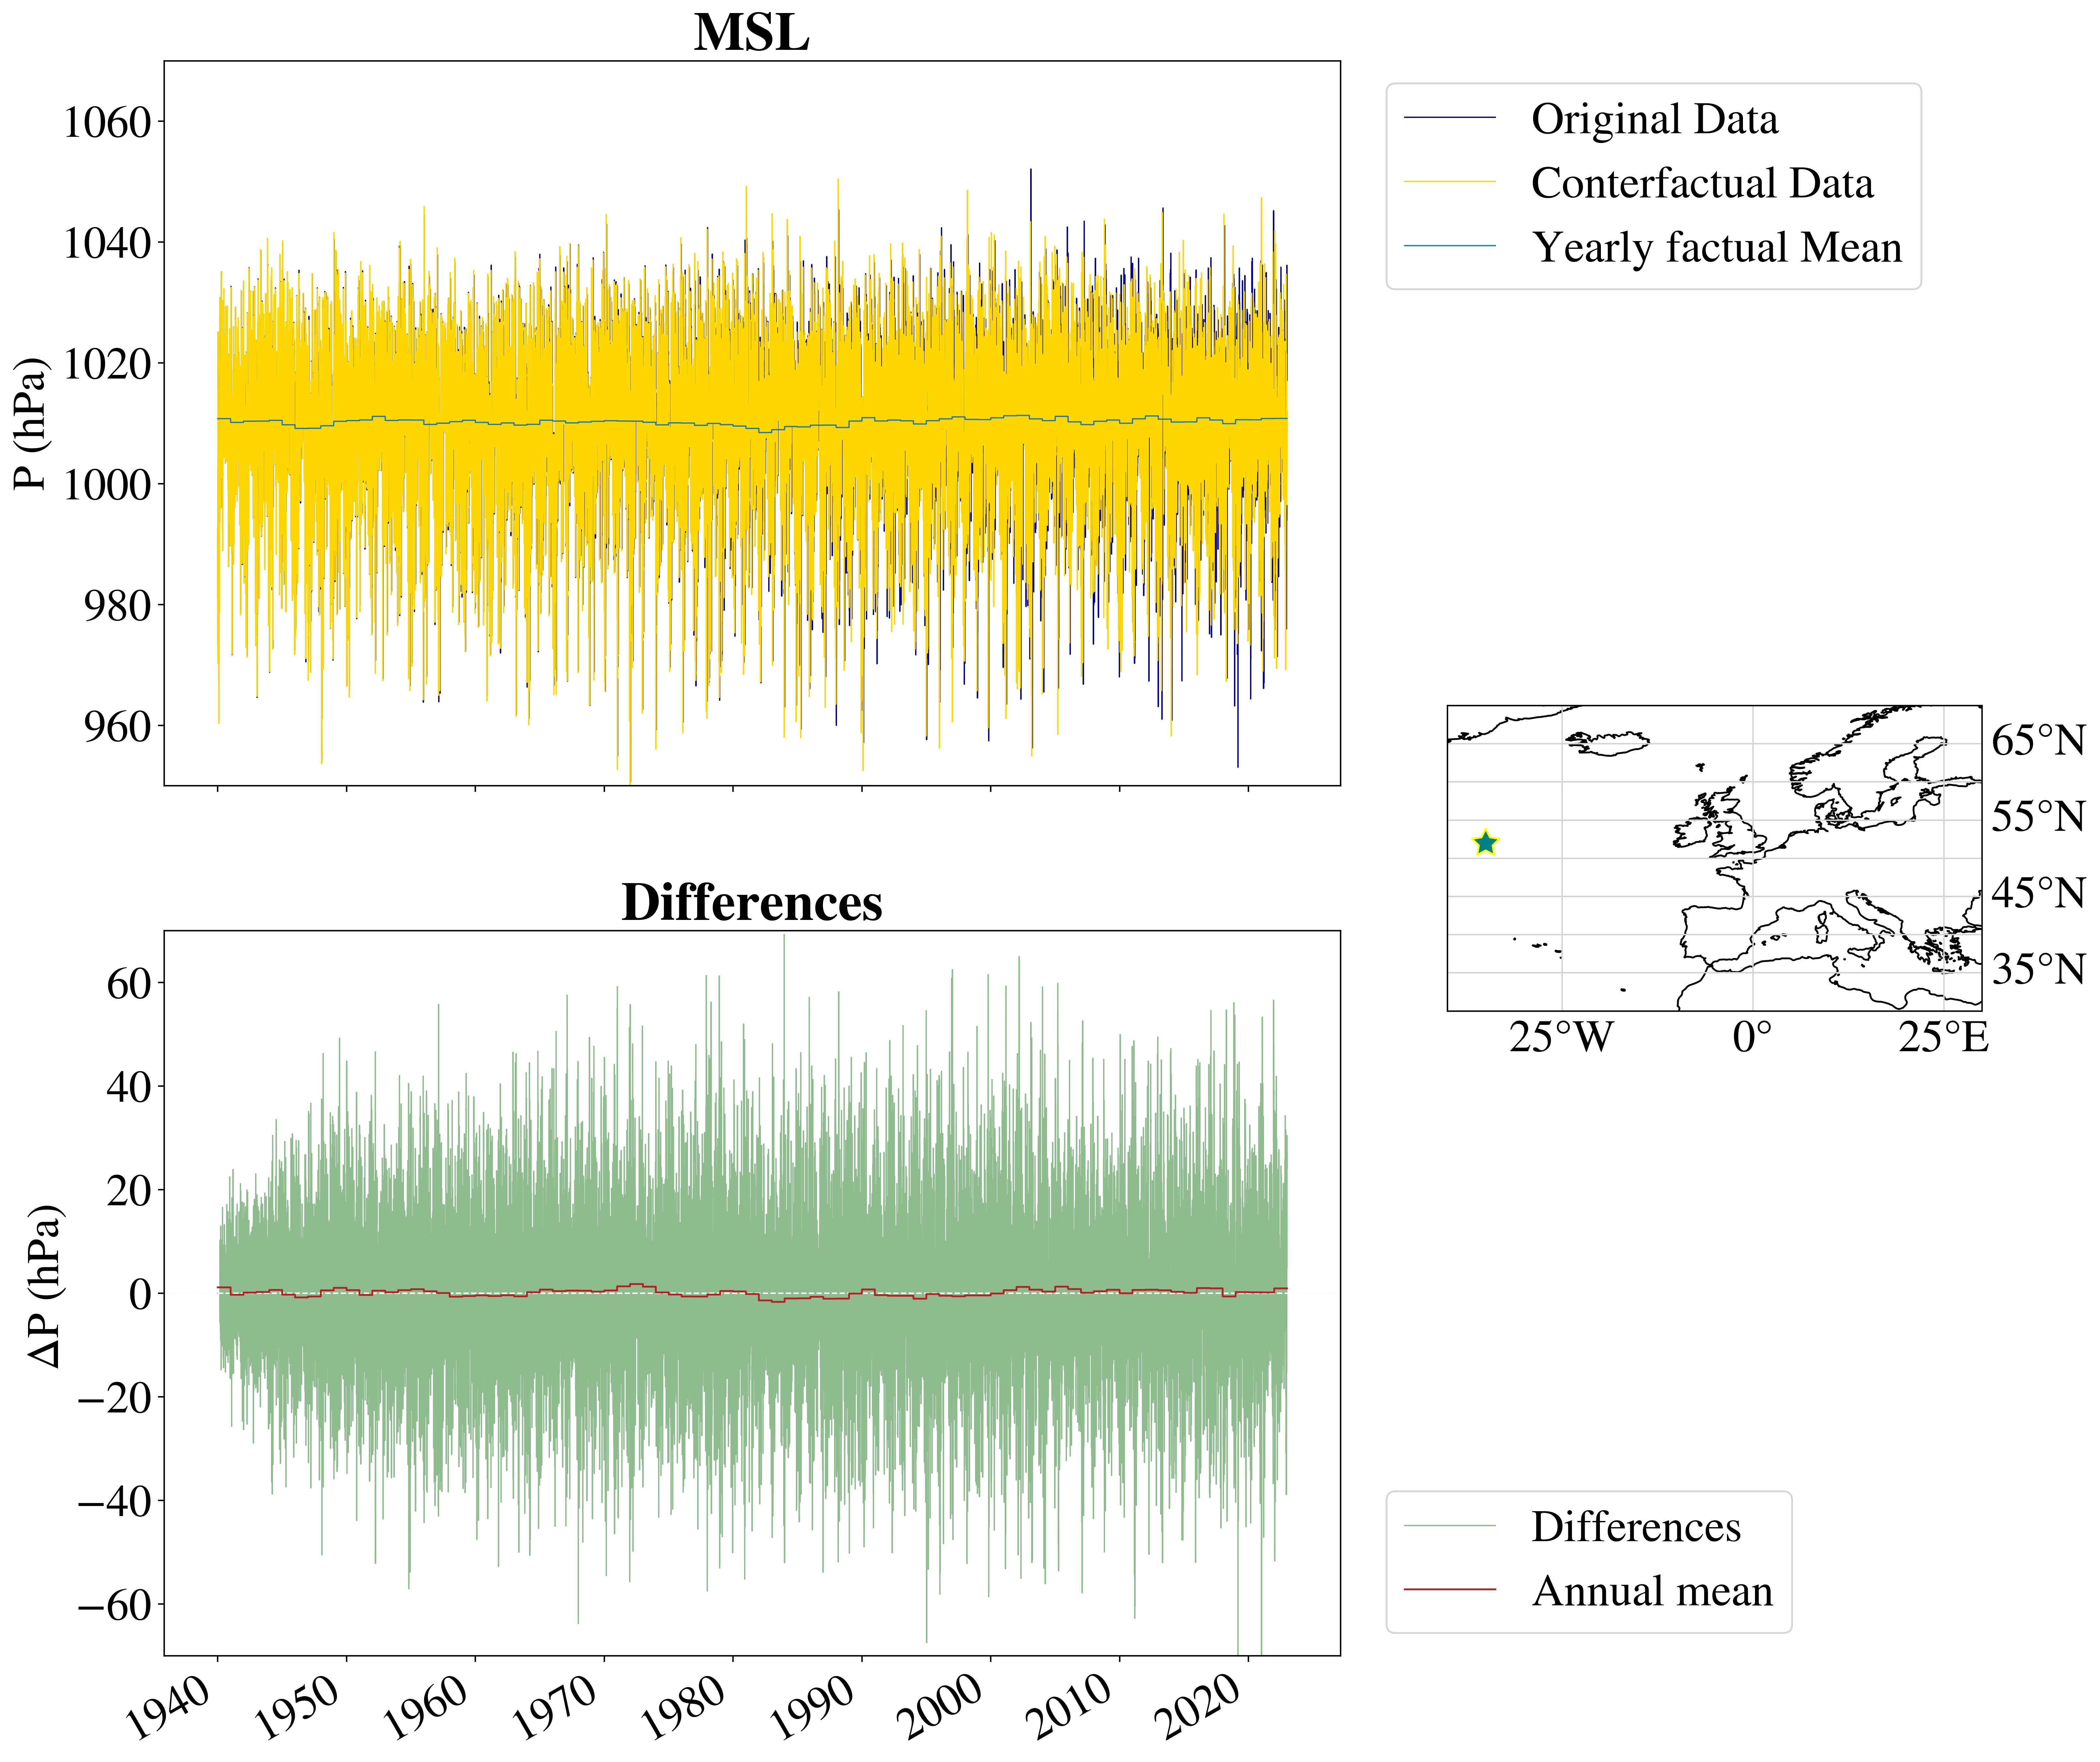 MSL
1060
1040
1020
1000
980
960
P (hPa)
Original Data
Conterfactual Data
Yearly factual Mean
65°N
55°N
45°N
35°N
25°W 0° 25°E
Differences
60
40
20
0
−20
−40
−60
ΔP (hPa)
1940 1950 1960 1970 1980 1990 2000 2010 2020
Differences
Annual mean